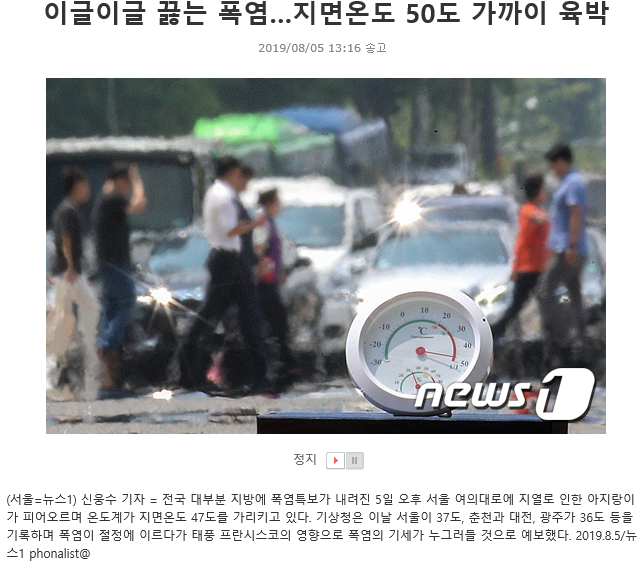 이글이글 끓는 폭염...지면온도 50도 가까이 육박
2019/08/05 13:16 송고
-30 -20 -10 0 10 20 30 40 50
°C
news1
정지
(서울=뉴스1) 신웅수 기자 = 전국 대부분 지방에 폭염특보가 내려진 5일 오후 서울 여의대로에 지열로 인한 아지랑이
가 피어오르며 온도계가 지면온도 47도를 가리키고 있다. 기상청은 이날 서울이 37도, 춘천과 대전, 광주가 36도 등을
기록하며 폭염이 절정에 이르다가 태풍 프란시스코의 영향으로 폭염의 기세가 누그러들 것으로 예보했다. 2019.8.5/뉴
스1 phonalist@